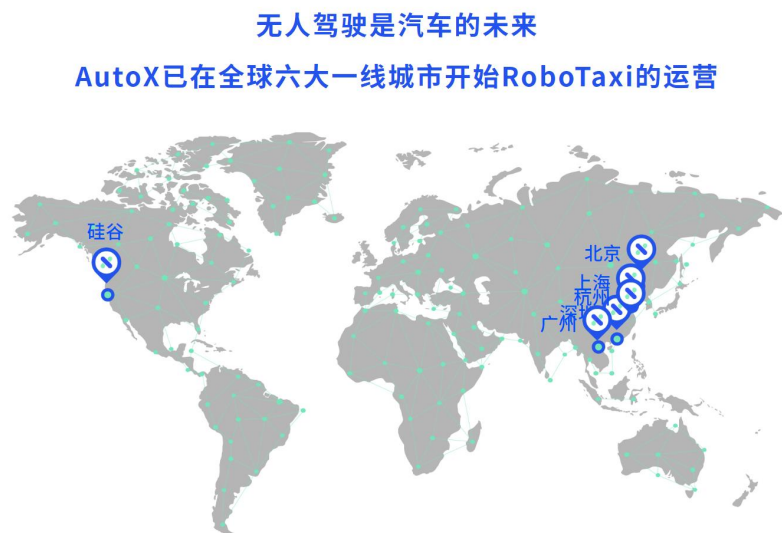 无人驾驶是汽车的未来
AutoX已在全球六大一线城市开始RoboTaxi的运营
硅谷
北京
上海
杭州
深圳
广州